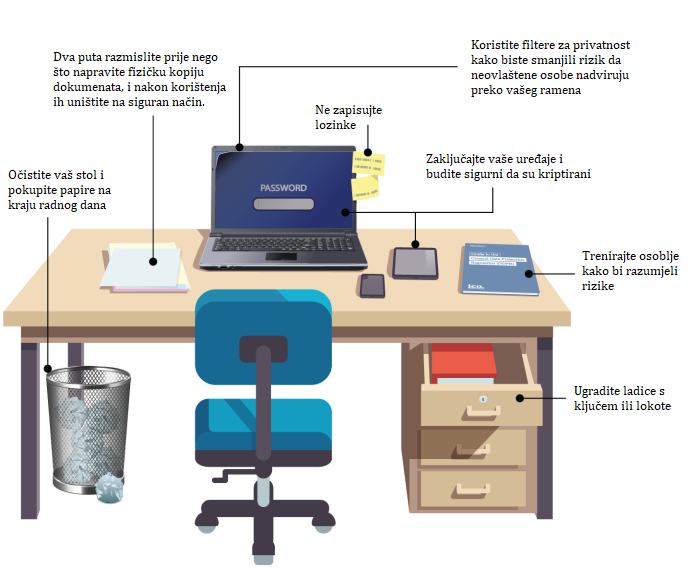 Dva puta razmislite prije nego
što napravite fizičku kopiju
dokumenata, i nakon korištenja
ih uništite na siguran način.
Koristite filtere za privatnost
kako biste smanjili rizik da
neovlaštene osobe nadviruju
preko vašeg ramena
Ne zapisujte
lozinke
Zaključajte vaše uređaje i
budite sigurni da su kriptirani
Očistite vaš stol i
pokupite papire na
kraju radnog dana
PASSWORD
Trenirajte osoblje
kako bi razumjeli
rizike
ico.
Ugradite ladice s
ključem ili lokote